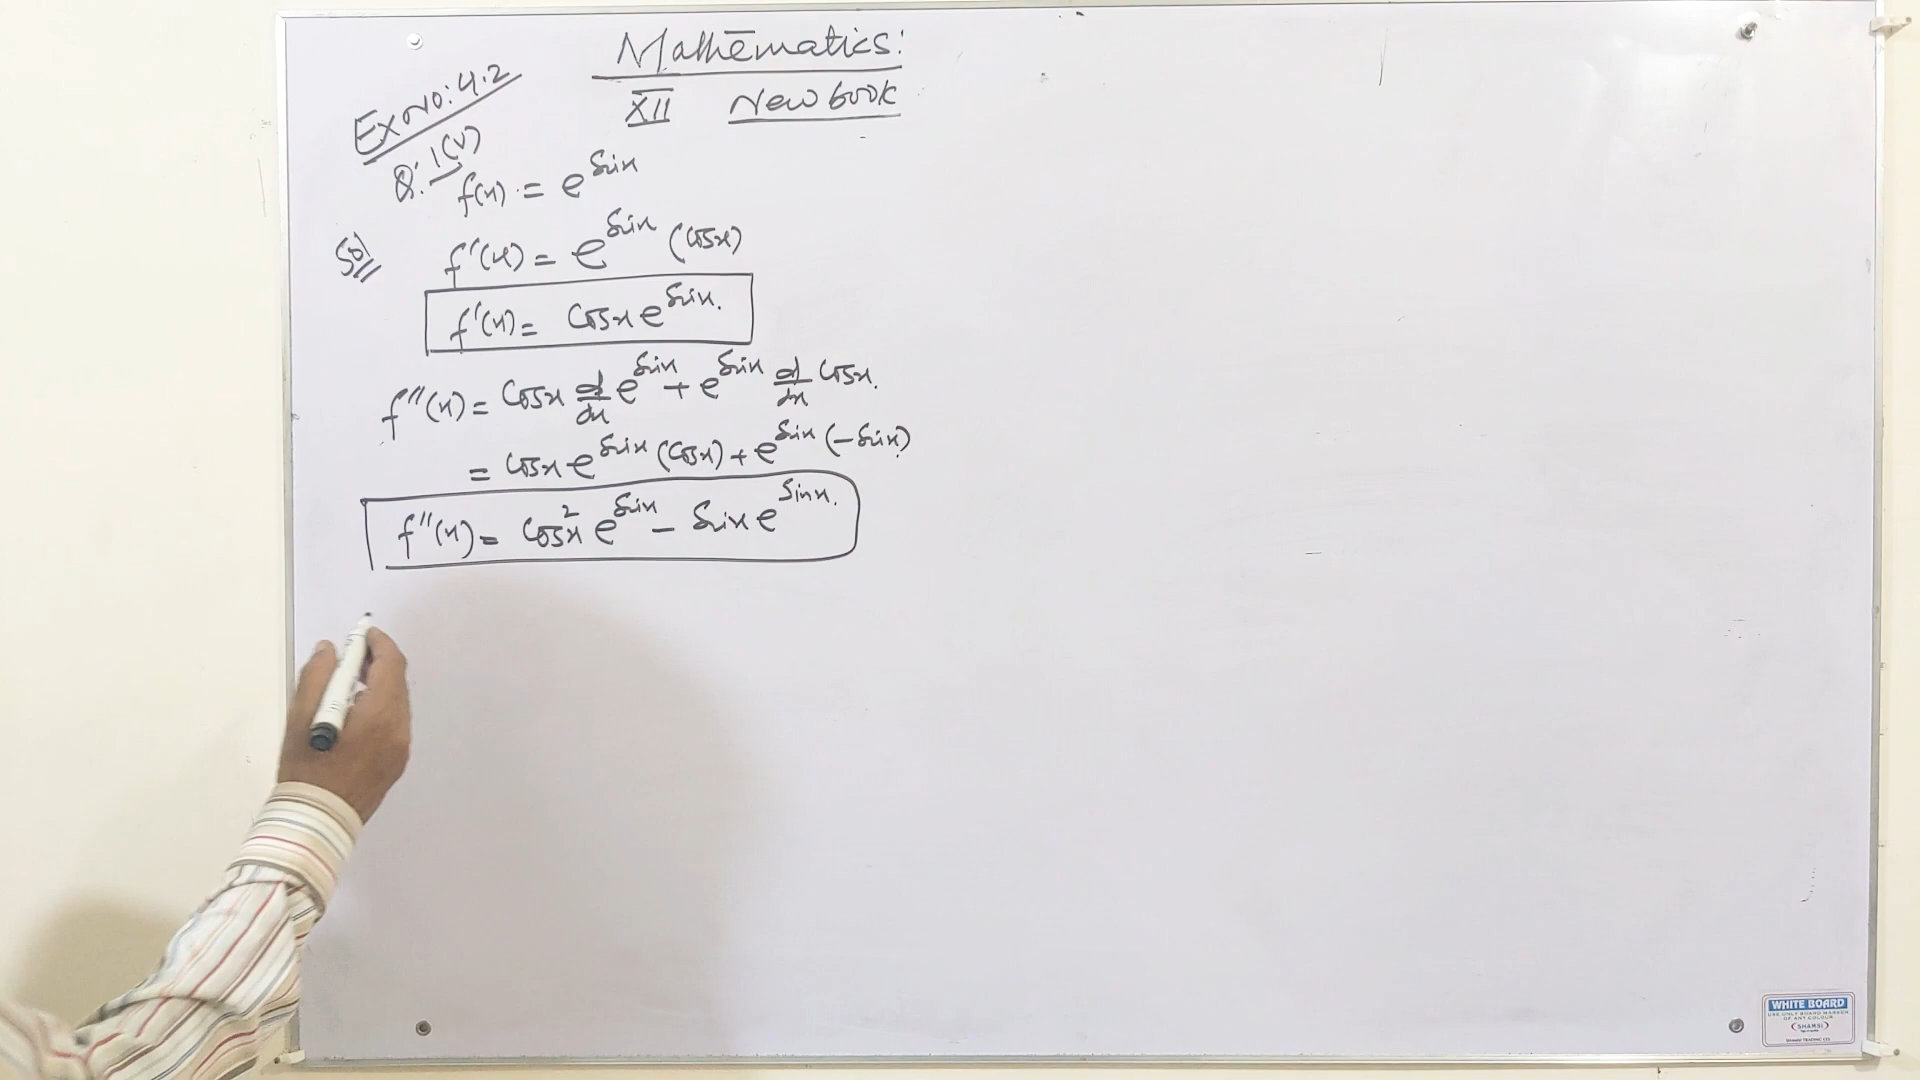 Mathematics:
XII New book
Ex no: 4.2
Q: 1(v)
f(x) = e^sinx
Sol
f'(x) = e^sinx (cosx)
f'(x) = cosx e^sinx.
f''(x) = cosx d/dx e^sinx + e^sinx d/dx cosx.
= cosx e^sinx (cosx) + e^sinx (-sinx)
f''(x) = cos²x e^sinx - sinx e^sinx.
WHITE BOARD
USE ONLY BOARD MARKER
OF ANY COLOUR
SHAMSI